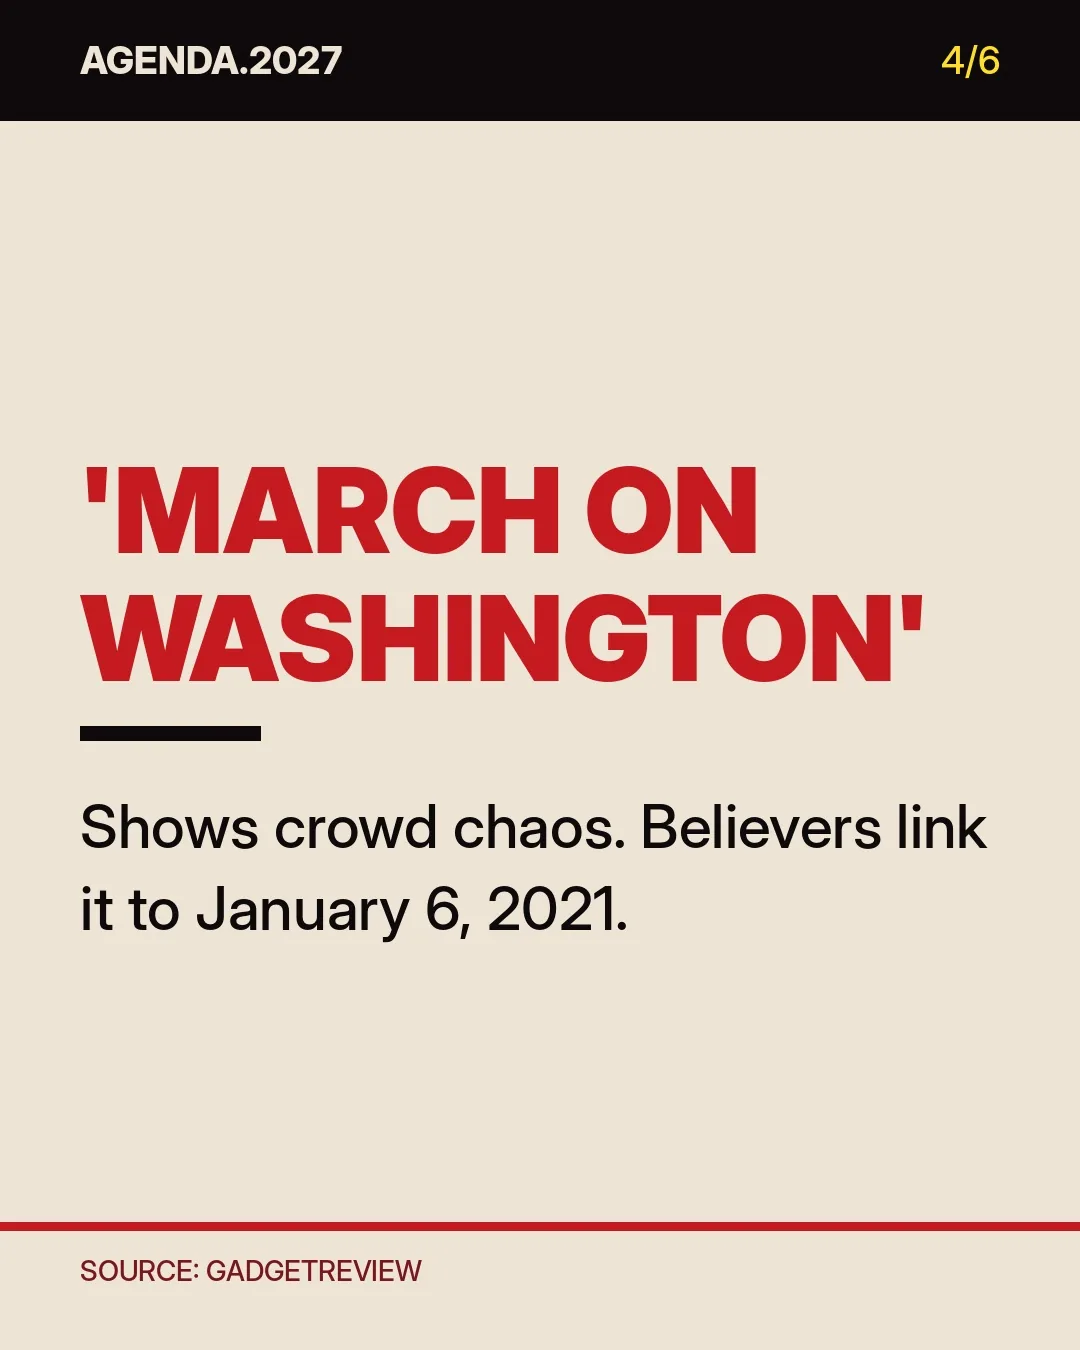 AGENDA.2027
4/6
'MARCH ON
WASHINGTON'
Shows crowd chaos. Believers link
it to January 6, 2021.
SOURCE: GADGETREVIEW